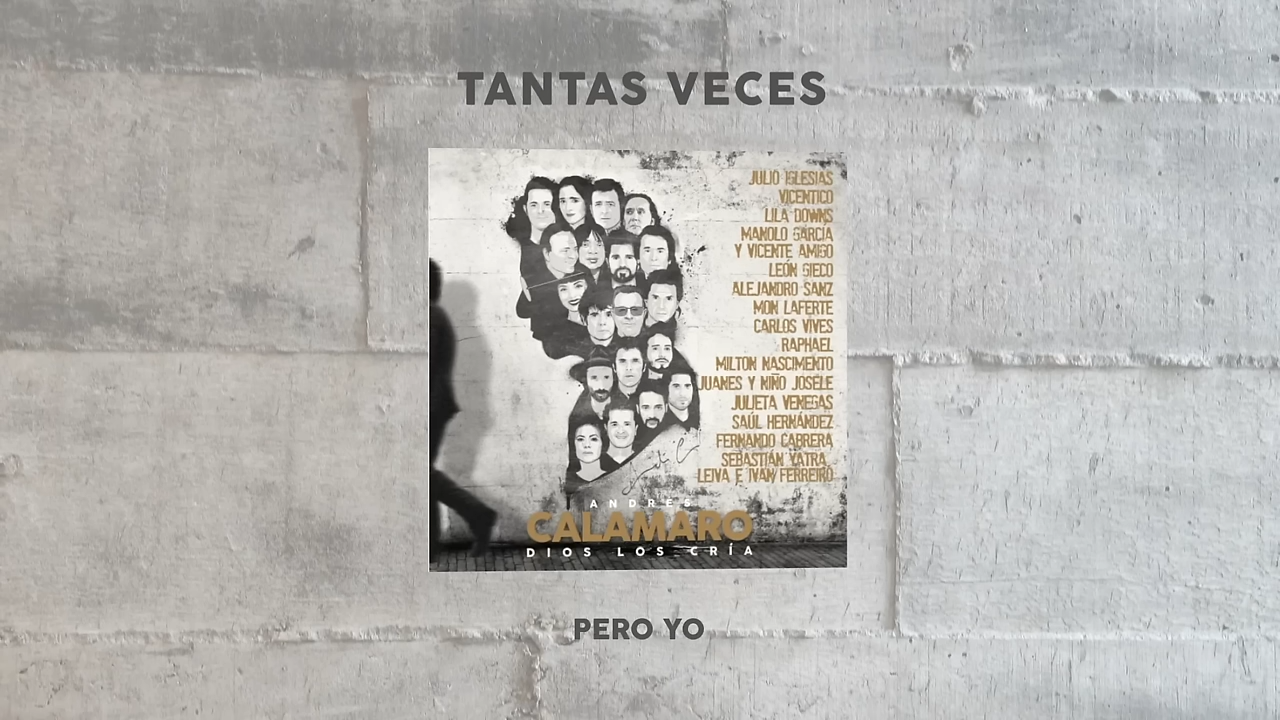 TANTAS VECES
JULIO IGLESIAS
VICENTICO
LILA DOWNS
MANOLO GARCÍA
Y VICENTE AMIGO
LEÓN GIECO
ALEJANDRO SANZ
MON LAFERTE
CARLOS VIVES
RAPHAEL
MILTON NASCIMENTO
JUANES Y NIÑO JOSELE
JULIETA VENEGAS
SAÚL HERNÁNDEZ
FERNANDO CABRERA
SEBASTIÁN YATRA
LEIVA E IVÁN FERREIRO
ANDRÉS
CALAMARO
DIOS LOS CRÍA
PERO YO